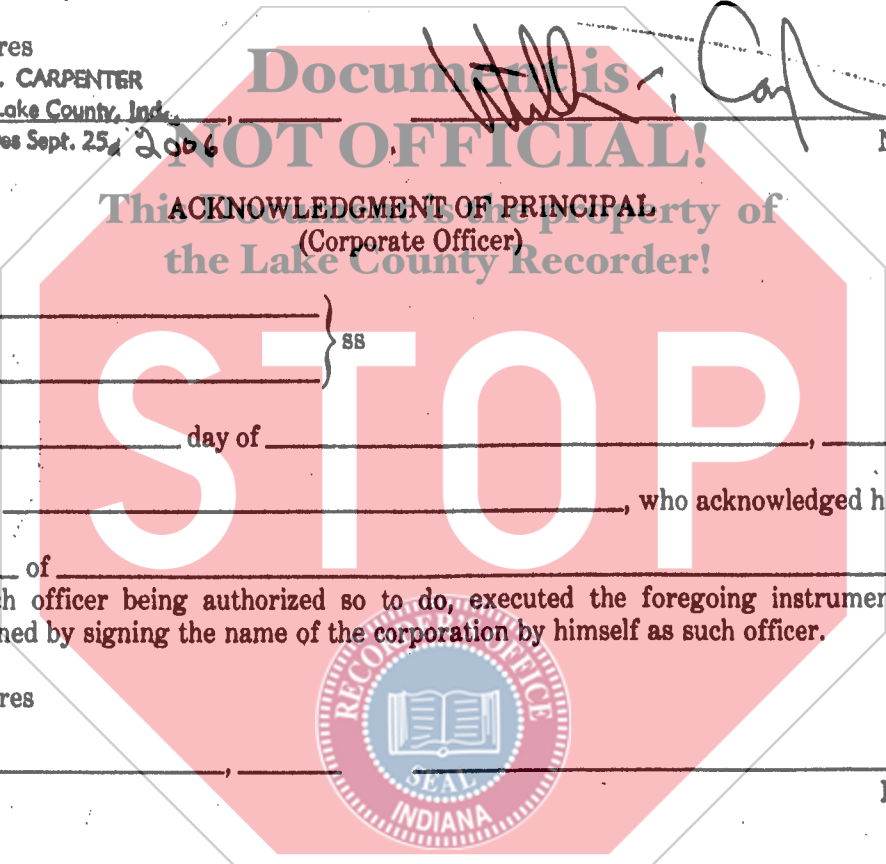 res
. CARPENTER
Lake County, Ind.
res Sept. 25, 2006
Document is
NOT OFFICIAL!
This Document is the property of
the Lake County Recorder!
ACKNOWLEDGMENT OF PRINCIPAL
(Corporate Officer)
ss
day of , 
, who acknowledged h
of
STOP
h officer being authorized so to do, executed the foregoing instrumen
ned by signing the name of the corporation by himself as such officer.
res
,
RECORDER'S OFFICE
SEAL
INDIANA